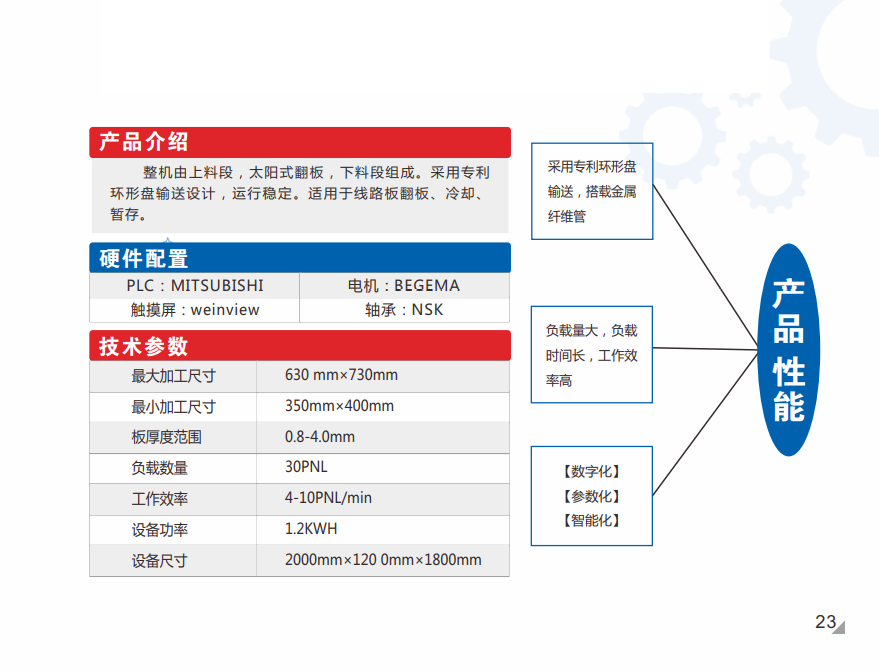 产品介绍
整机由上料段，太阳式翻板，下料段组成。采用专利
环形盘输送设计，运行稳定。适用于线路板翻板、冷却、
暂存。
硬件配置
PLC：MITSUBISHI 电机：BEGEMA
触摸屏：weinview 轴承：NSK
技术参数
最大加工尺寸 630 mm×730mm
最小加工尺寸 350mm×400mm
板厚度范围 0.8-4.0mm
负载数量 30PNL
工作效率 4-10PNL/min
设备功率 1.2KWH
设备尺寸 2000mm×120 0mm×1800mm
采用专利环形盘
输送，搭载金属
纤维管
负载量大，负载
时间长，工作效
率高
【数字化】
【参数化】
【智能化】
产品性能
23